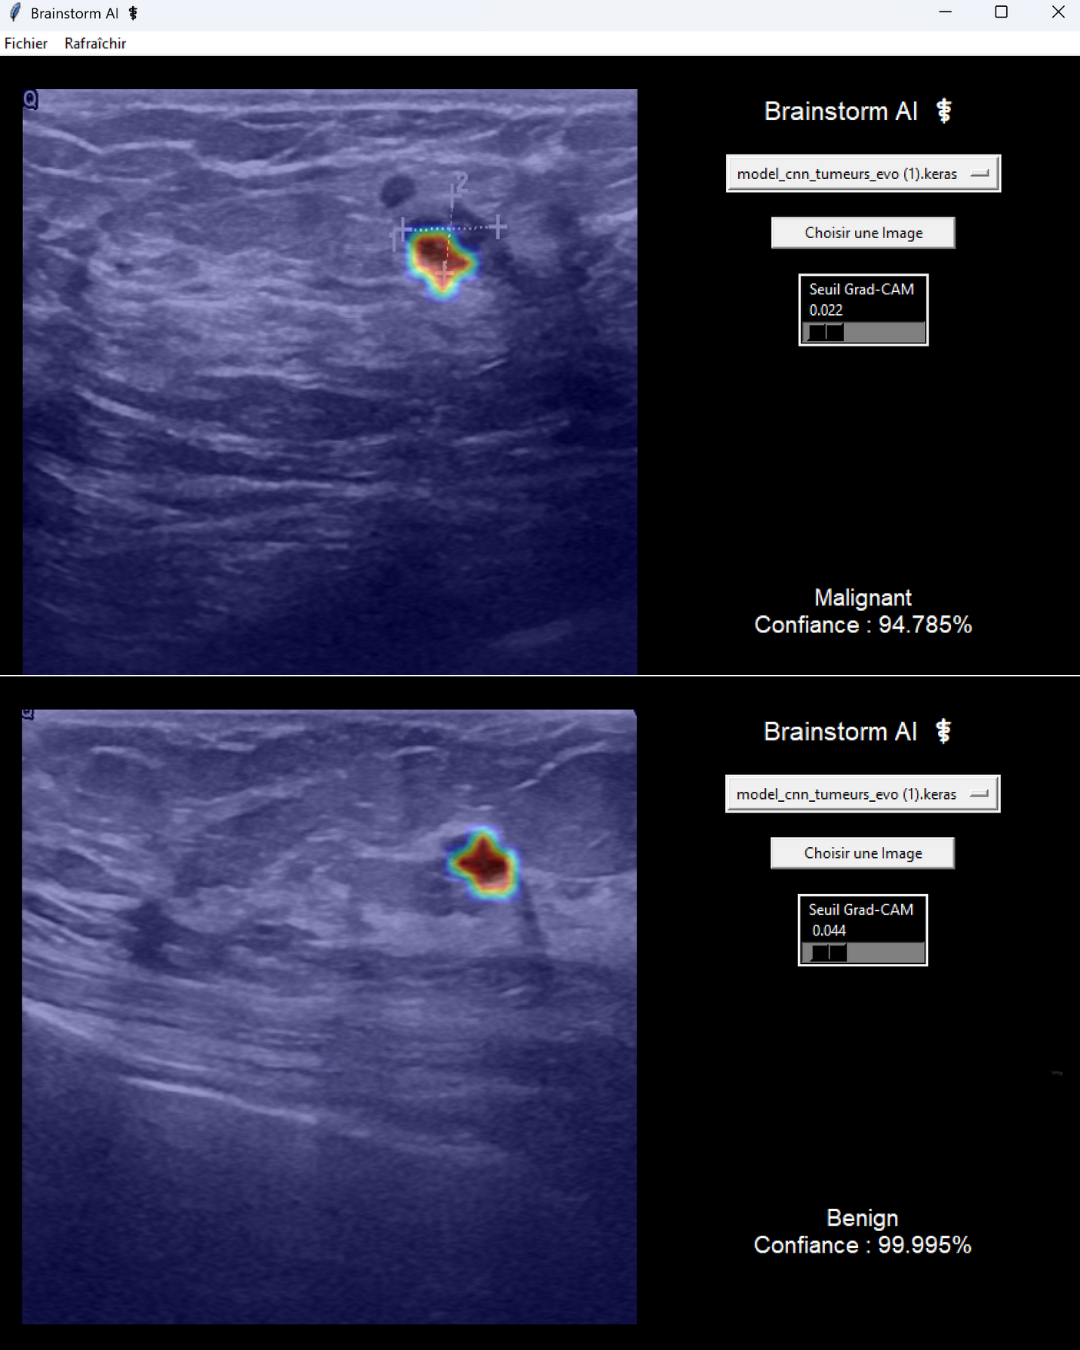 Brainstorm AI ⚕
Fichier Rafraîchir
Q
2
Brainstorm AI ⚕
model_cnn_tumeurs_evo (1).keras
Choisir une Image
Seuil Grad-CAM
0.022
Malignant
Confiance : 94.785%
Brainstorm AI ⚕
model_cnn_tumeurs_evo (1).keras
Choisir une Image
Seuil Grad-CAM
0.044
Benign
Confiance : 99.995%